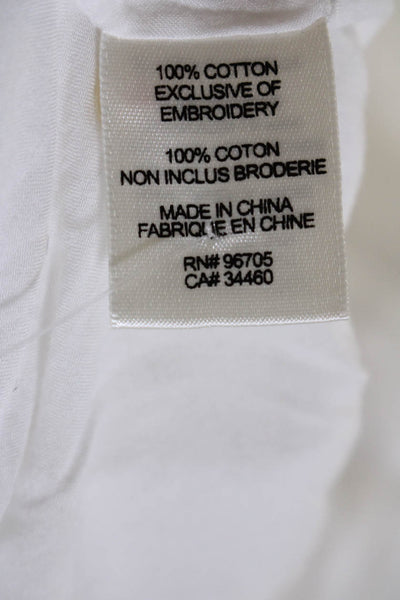 100% COTTON
EXCLUSIVE OF
EMBROIDERY
100% COTON
NON INCLUS BRODERIE
MADE IN CHINA
FABRIQUE EN CHINE
RN# 96705
CA# 34460